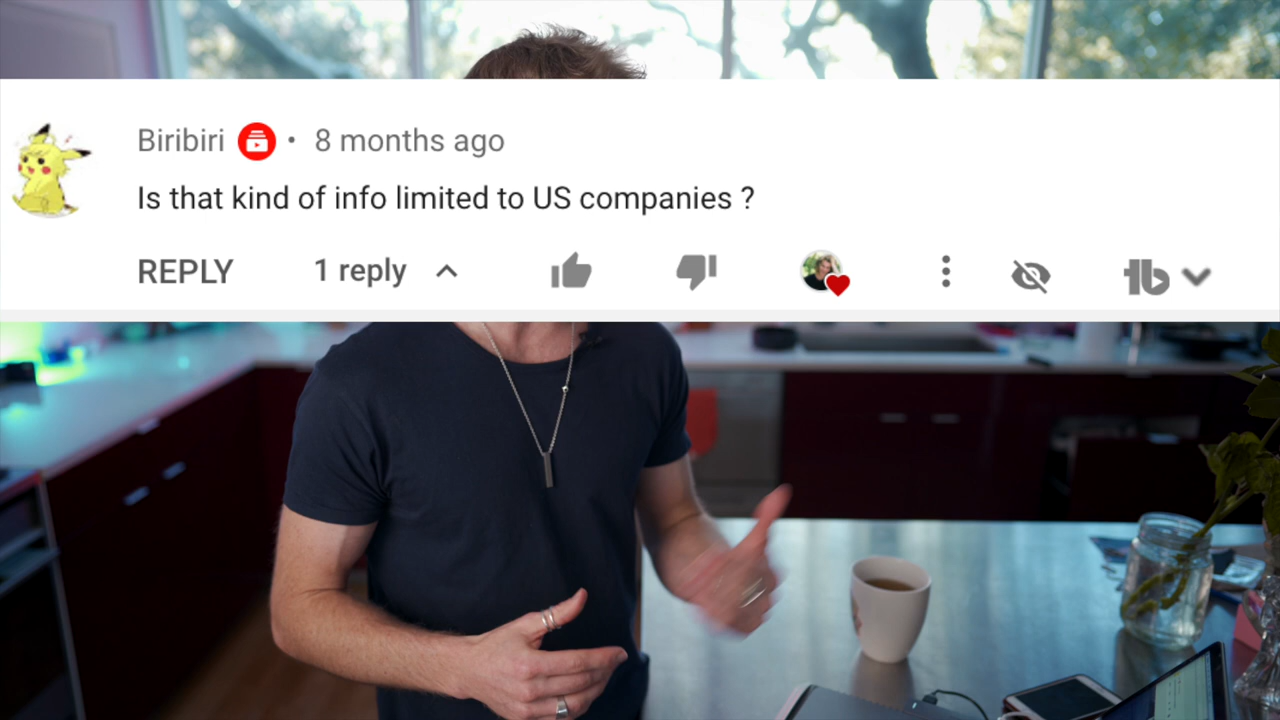 Biribiri • 8 months ago
Is that kind of info limited to US companies ?
REPLY 1 reply